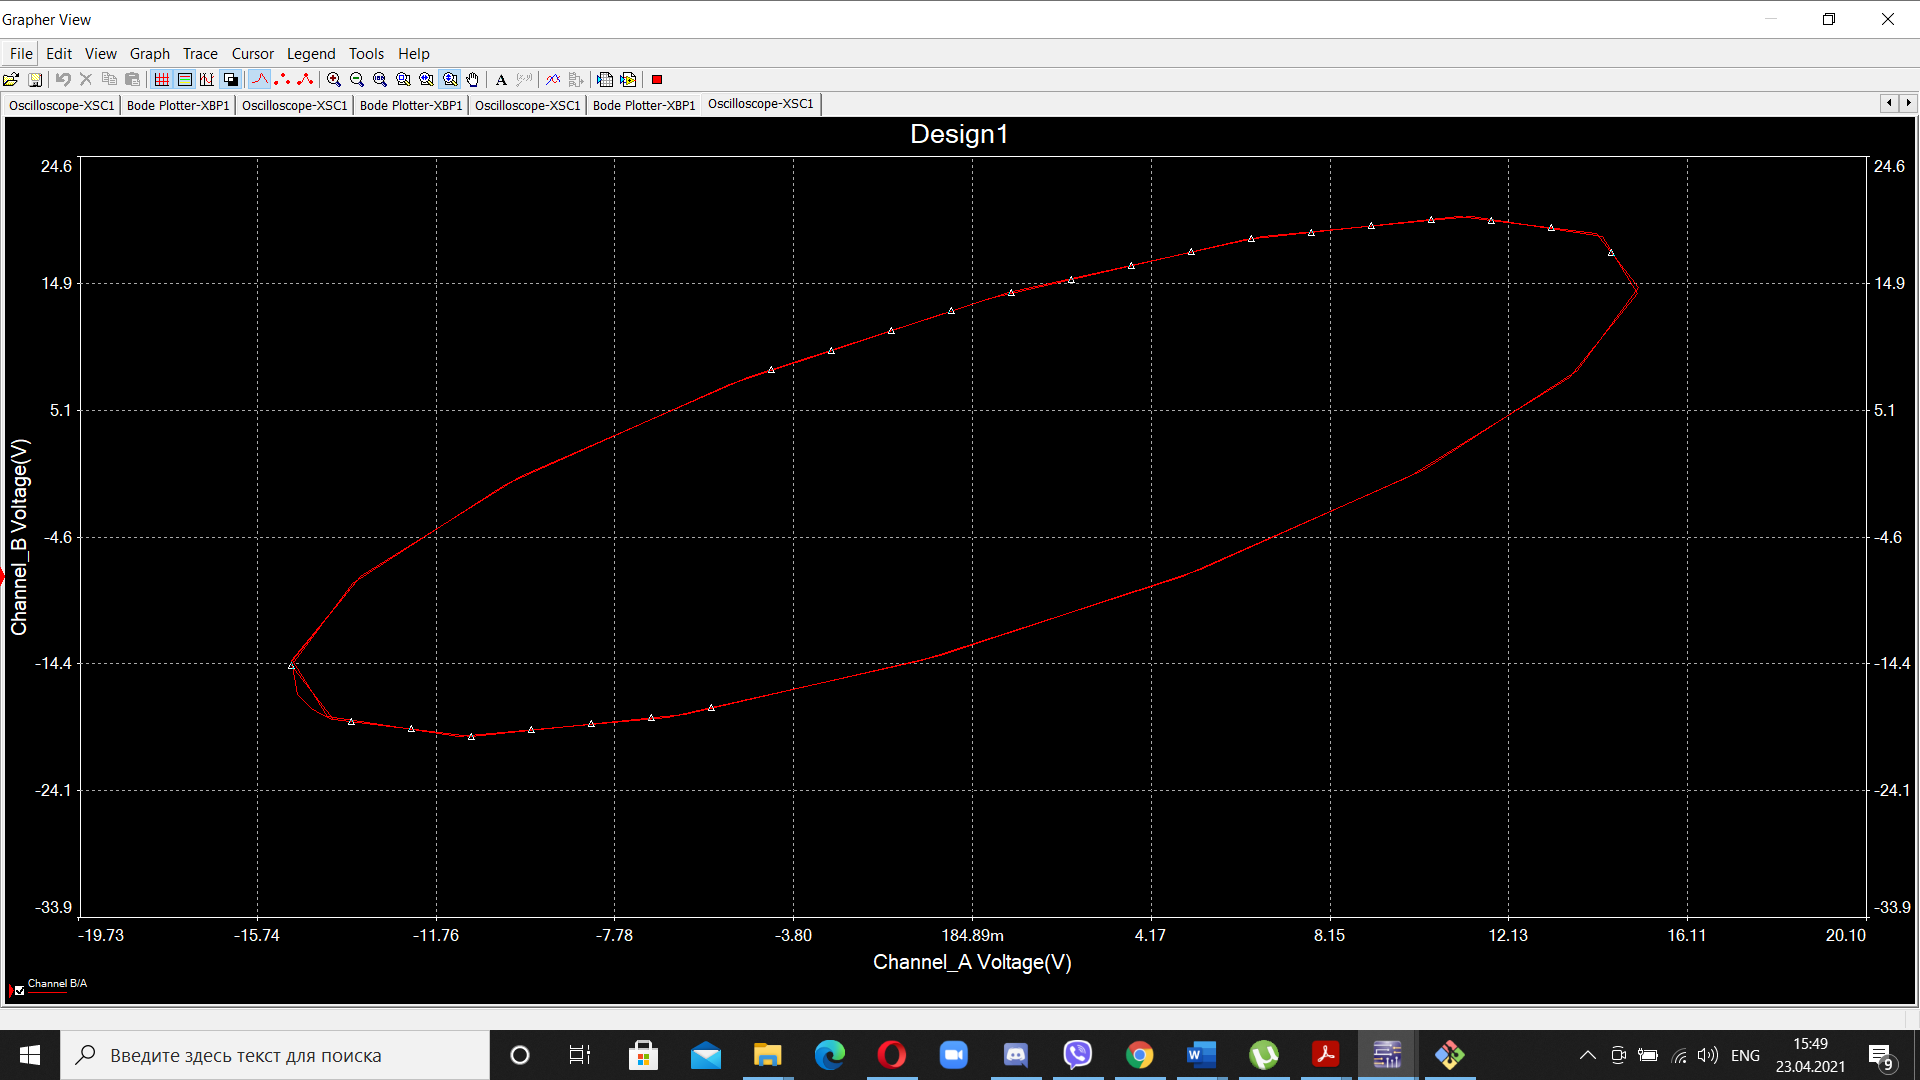 Grapher View
File Edit View Graph Trace Cursor Legend Tools Help
Oscilloscope-XSC1 Bode Plotter-XBP1 Oscilloscope-XSC1 Bode Plotter-XBP1 Oscilloscope-XSC1 Bode Plotter-XBP1 Oscilloscope-XSC1
Design1
24.6 24.6
14.9 14.9
5.1 5.1
-4.6 -4.6
-14.4 -14.4
-24.1 -24.1
-33.9 -33.9
Channel_B Voltage(V)
-19.73 -15.74 -11.76 -7.78 -3.80 184.89m 4.17 8.15 12.13 16.11 20.10
Channel_A Voltage(V)
Channel B/A
Введите здесь текст для поиска
ENG
15:49
23.04.2021
9